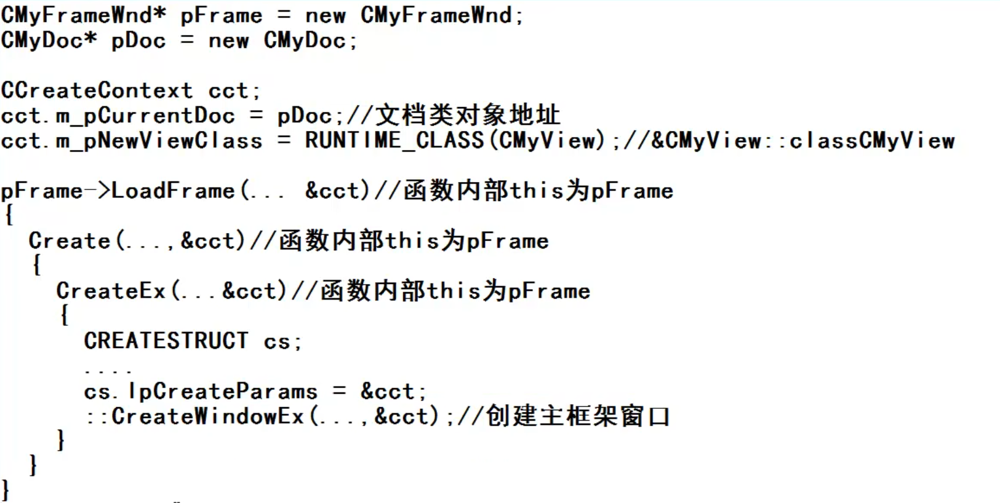 CMyFrameWnd* pFrame = new CMyFrameWnd;
CMyDoc* pDoc = new CMyDoc;
CCreateContext cct;
cct.m_pCurrentDoc = pDoc;//文档类对象地址
cct.m_pNewViewClass = RUNTIME_CLASS(CMyView);//&CMyView::classCMyView
pFrame->LoadFrame(... &cct)//函数内部this为pFrame
{
Create(...,&cct)//函数内部this为pFrame
{
CreateEx(...&cct)//函数内部this为pFrame
{
CREATESTRUCT cs;
....
cs.lpCreateParams = &cct;
::CreateWindowEx(...,&cct);//创建主框架窗口
}
}
}